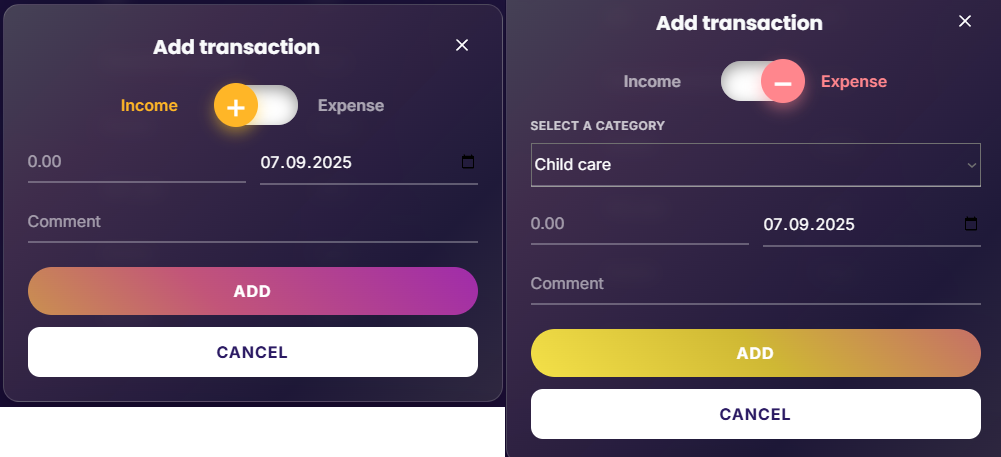 Add transaction
Income + Expense
0.00 07.09.2025
Comment
ADD
CANCEL
Add transaction
Income − Expense
SELECT A CATEGORY
Child care
0.00 07.09.2025
Comment
ADD
CANCEL